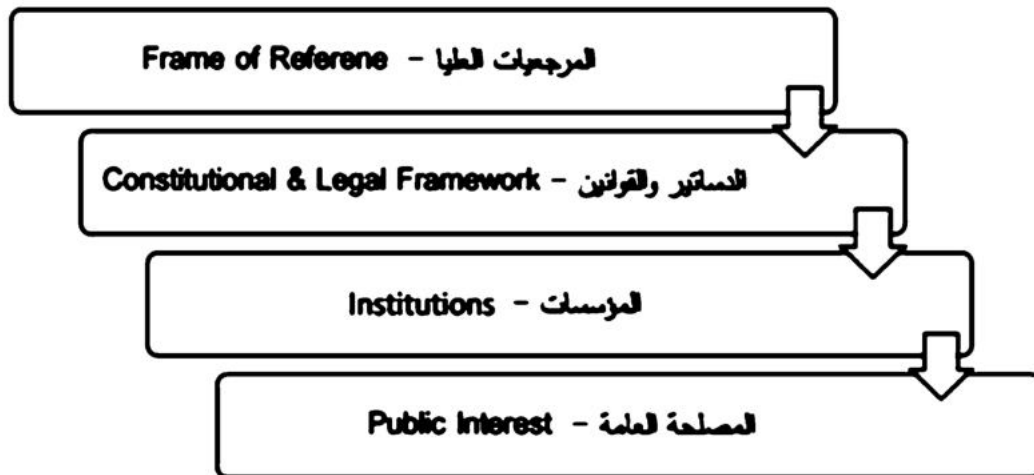 Frame of Referene - المرجعيات العليا
Constitutional & Legal Framework - الدساتير والقوانين
Institutions - المؤسسات
Public Interest - المصلحة العامة